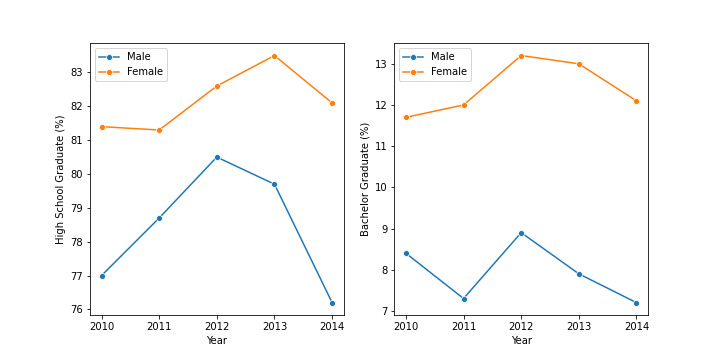 Male
Female
High School Graduate (%)
83
82
81
80
79
78
77
76
2010 2011 2012 2013 2014
Year
Male
Female
Bachelor Graduate (%)
13
12
11
10
9
8
7
2010 2011 2012 2013 2014
Year